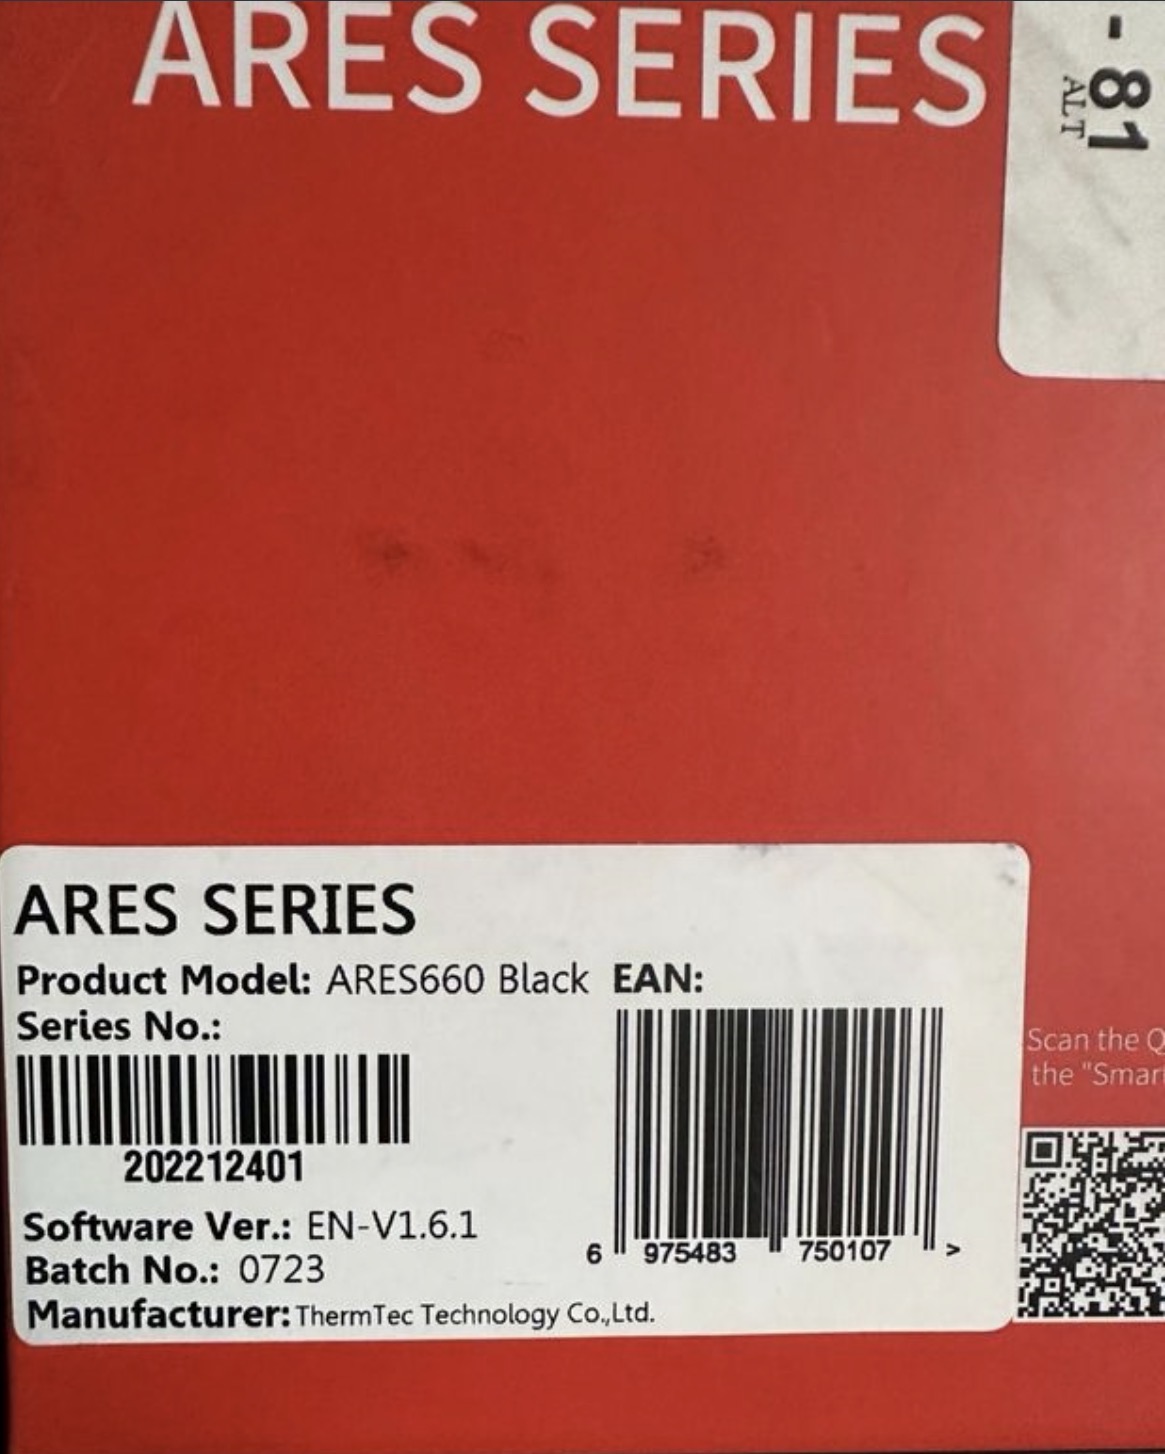 ARES SERIES
- 81
ALT
ARES SERIES
Product Model: ARES660 Black EAN:
Series No.:
202212401
Software Ver.: EN-V1.6.1
Batch No.: 0723
Manufacturer: ThermTec Technology Co.,Ltd.
6 975483 750107 >
Scan the Q
the "Smar